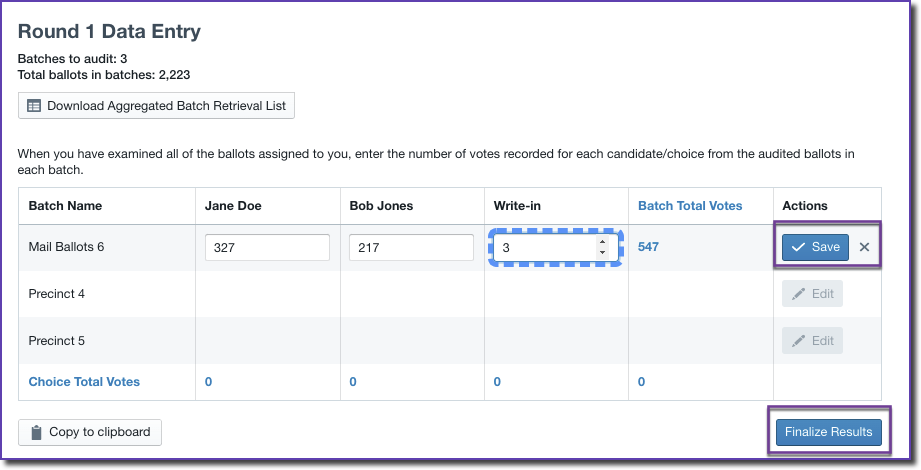 Round 1 Data Entry
Batches to audit: 3
Total ballots in batches: 2,223
Download Aggregated Batch Retrieval List
When you have examined all of the ballots assigned to you, enter the number of votes recorded for each candidate/choice from the audited ballots in
each batch.
Batch Name Jane Doe Bob Jones Write-in Batch Total Votes Actions
Mail Ballots 6 327 217 3 547 Save
Precinct 4 Edit
Precinct 5 Edit
Choice Total Votes 0 0 0 0
Copy to clipboard Finalize Results